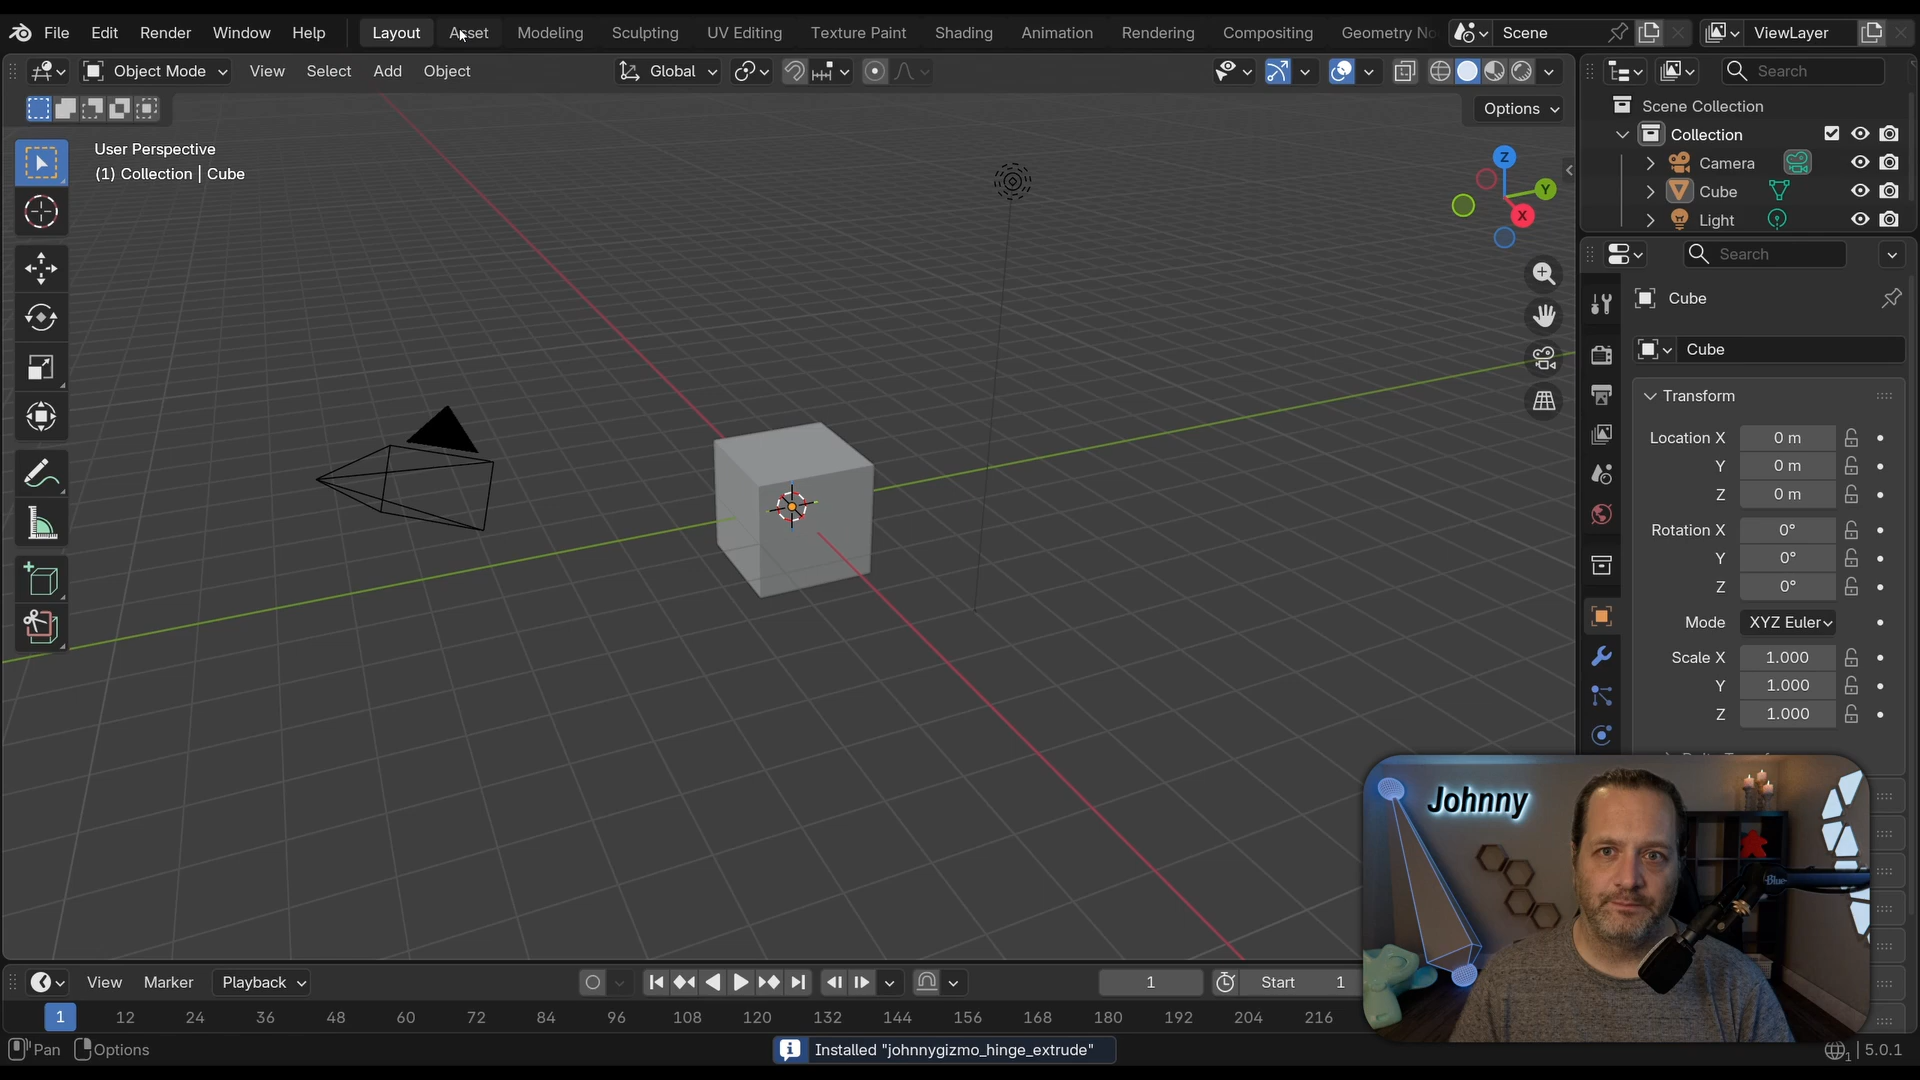 File Edit Render Window Help Layout Asset Modeling Sculpting UV Editing Texture Paint Shading Animation Rendering Compositing Geometry No Scene ViewLayer
Object Mode View Select Add Object Global Search
Options
User Perspective
(1) Collection | Cube
Z
Y
X
Scene Collection
Collection
Camera
Cube
Light
Search
Cube
Cube
Transform
Location X 0 m
Y 0 m
Z 0 m
Rotation X 0°
Y 0°
Z 0°
Mode XYZ Euler
Scale X 1.000
Y 1.000
Z 1.000
Johnny
Blue
View Marker Playback 1 Start 1
1 12 24 36 48 60 72 84 96 108 120 132 144 156 168 180 192 204 216
Pan Options Installed "johnnygizmo_hinge_extrude" 1 5.0.1